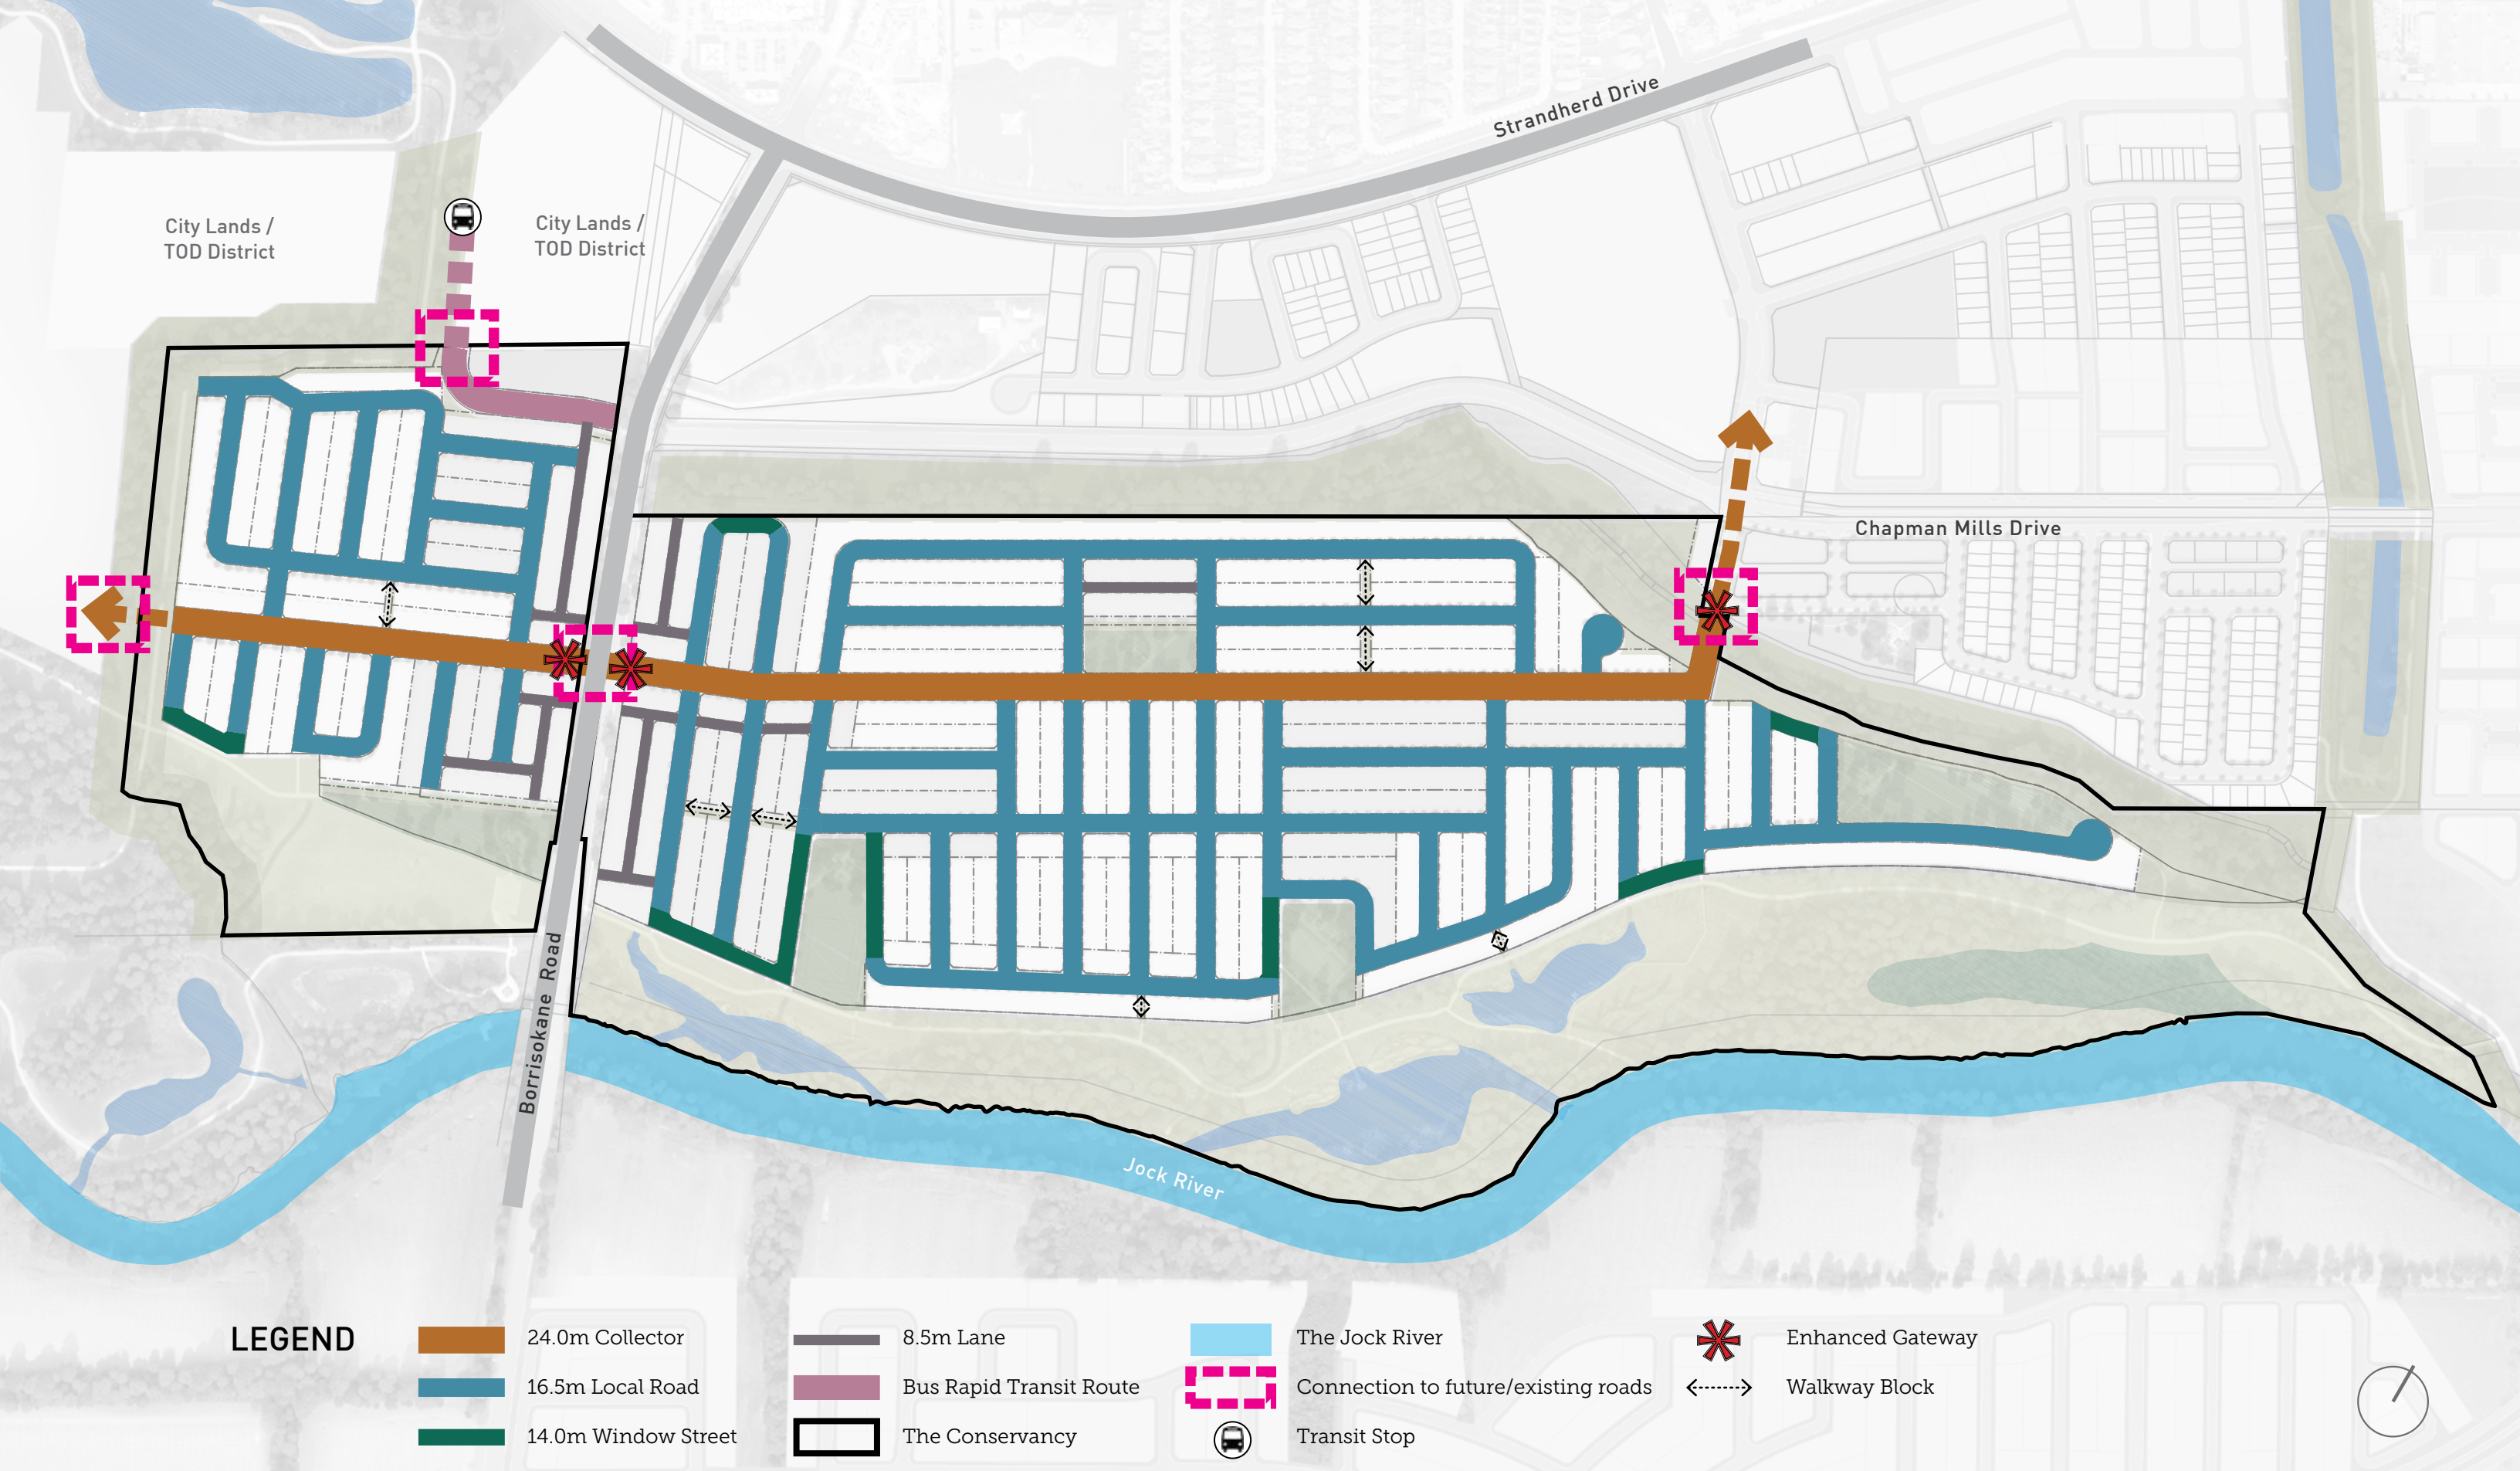 Strandherd Drive
City Lands /
TOD District
City Lands /
TOD District
Chapman Mills Drive
Borrisokane Road
Jock River
LEGEND
24.0m Collector
16.5m Local Road
14.0m Window Street
8.5m Lane
Bus Rapid Transit Route
The Conservancy
The Jock River
Connection to future/existing roads
Transit Stop
Enhanced Gateway
Walkway Block